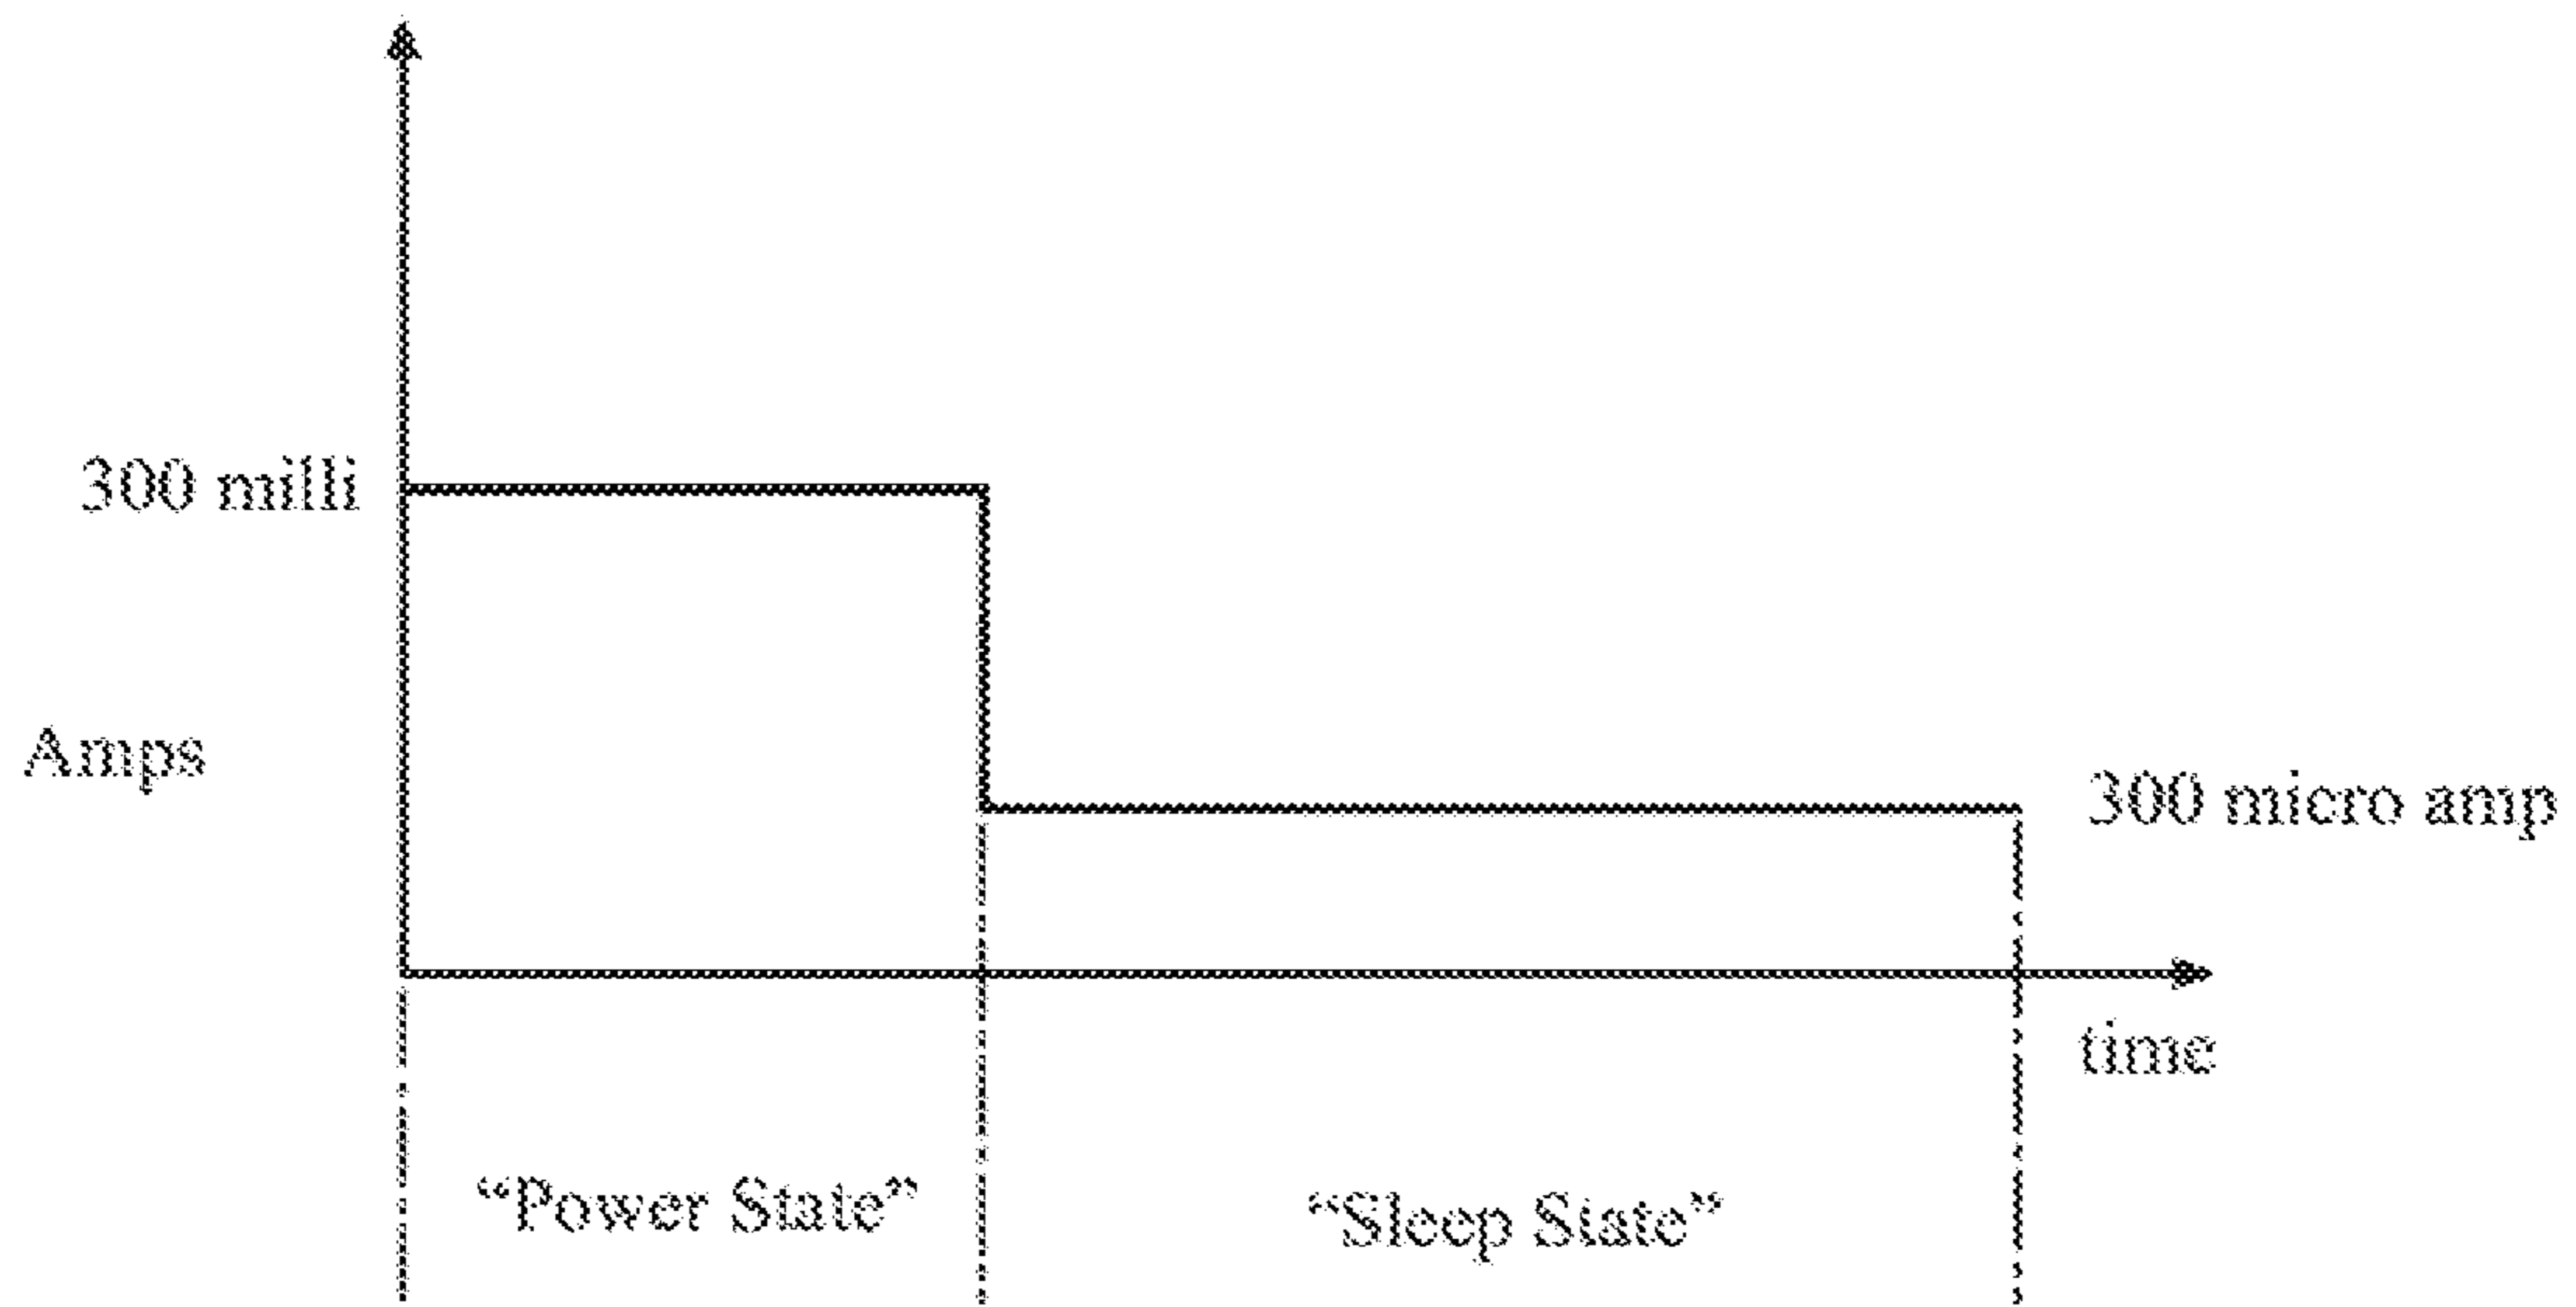 300 milli
Amps
300 micro amp
time
“Power State”
“Sleep State”